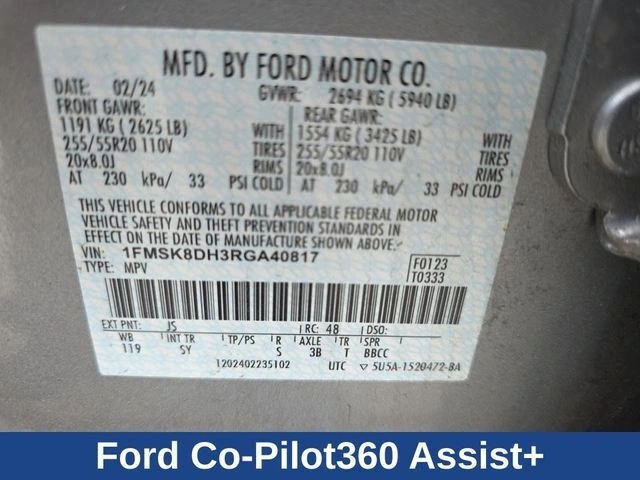 MFD. BY FORD MOTOR CO.
DATE: 02/24 GVWR: 2694 KG ( 5940 LB)
FRONT GAWR: REAR GAWR:
1191 KG ( 2625 LB) WITH 1554 KG ( 3425 LB) WITH
255/55R20 110V TIRES 255/55R20 110V TIRES
20x8.0J RIMS 20x8.0J RIMS
AT 230 kPa/ 33 PSI COLD AT 230 kPa/ 33 PSI COLD
THIS VEHICLE CONFORMS TO ALL APPLICABLE FEDERAL MOTOR
VEHICLE SAFETY AND THEFT PREVENTION STANDARDS IN
EFFECT ON THE DATE OF MANUFACTURE SHOWN ABOVE.
VIN: 1FMSK8DH3RGA40817 F0123
TYPE: MPV T0333
EXT PNT: JS RC: 48 DSO:
WB INT TR TP/PS R AXLE TR SPR
119 SY S 3B T BBCC
1202402235102 UTC ▽ 5U5A-1520472-BA
Ford Co-Pilot360 Assist+